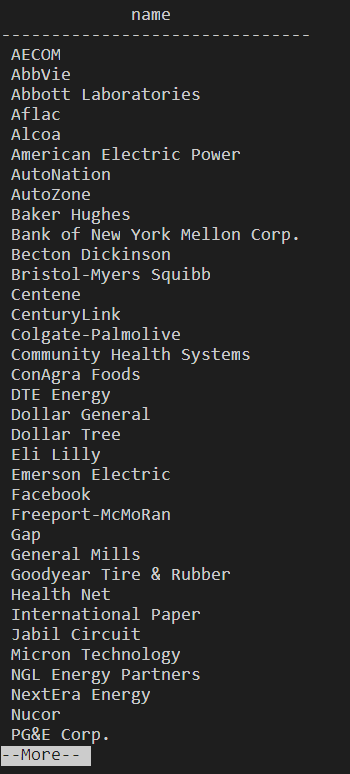 name
-------------------------------
AECOM
AbbVie
Abbott Laboratories
Aflac
Alcoa
American Electric Power
AutoNation
AutoZone
Baker Hughes
Bank of New York Mellon Corp.
Becton Dickinson
Bristol-Myers Squibb
Centene
CenturyLink
Colgate-Palmolive
Community Health Systems
ConAgra Foods
DTE Energy
Dollar General
Dollar Tree
Eli Lilly
Emerson Electric
Facebook
Freeport-McMoRan
Gap
General Mills
Goodyear Tire & Rubber
Health Net
International Paper
Jabil Circuit
Micron Technology
NGL Energy Partners
NextEra Energy
Nucor
PG&E Corp.
--More--